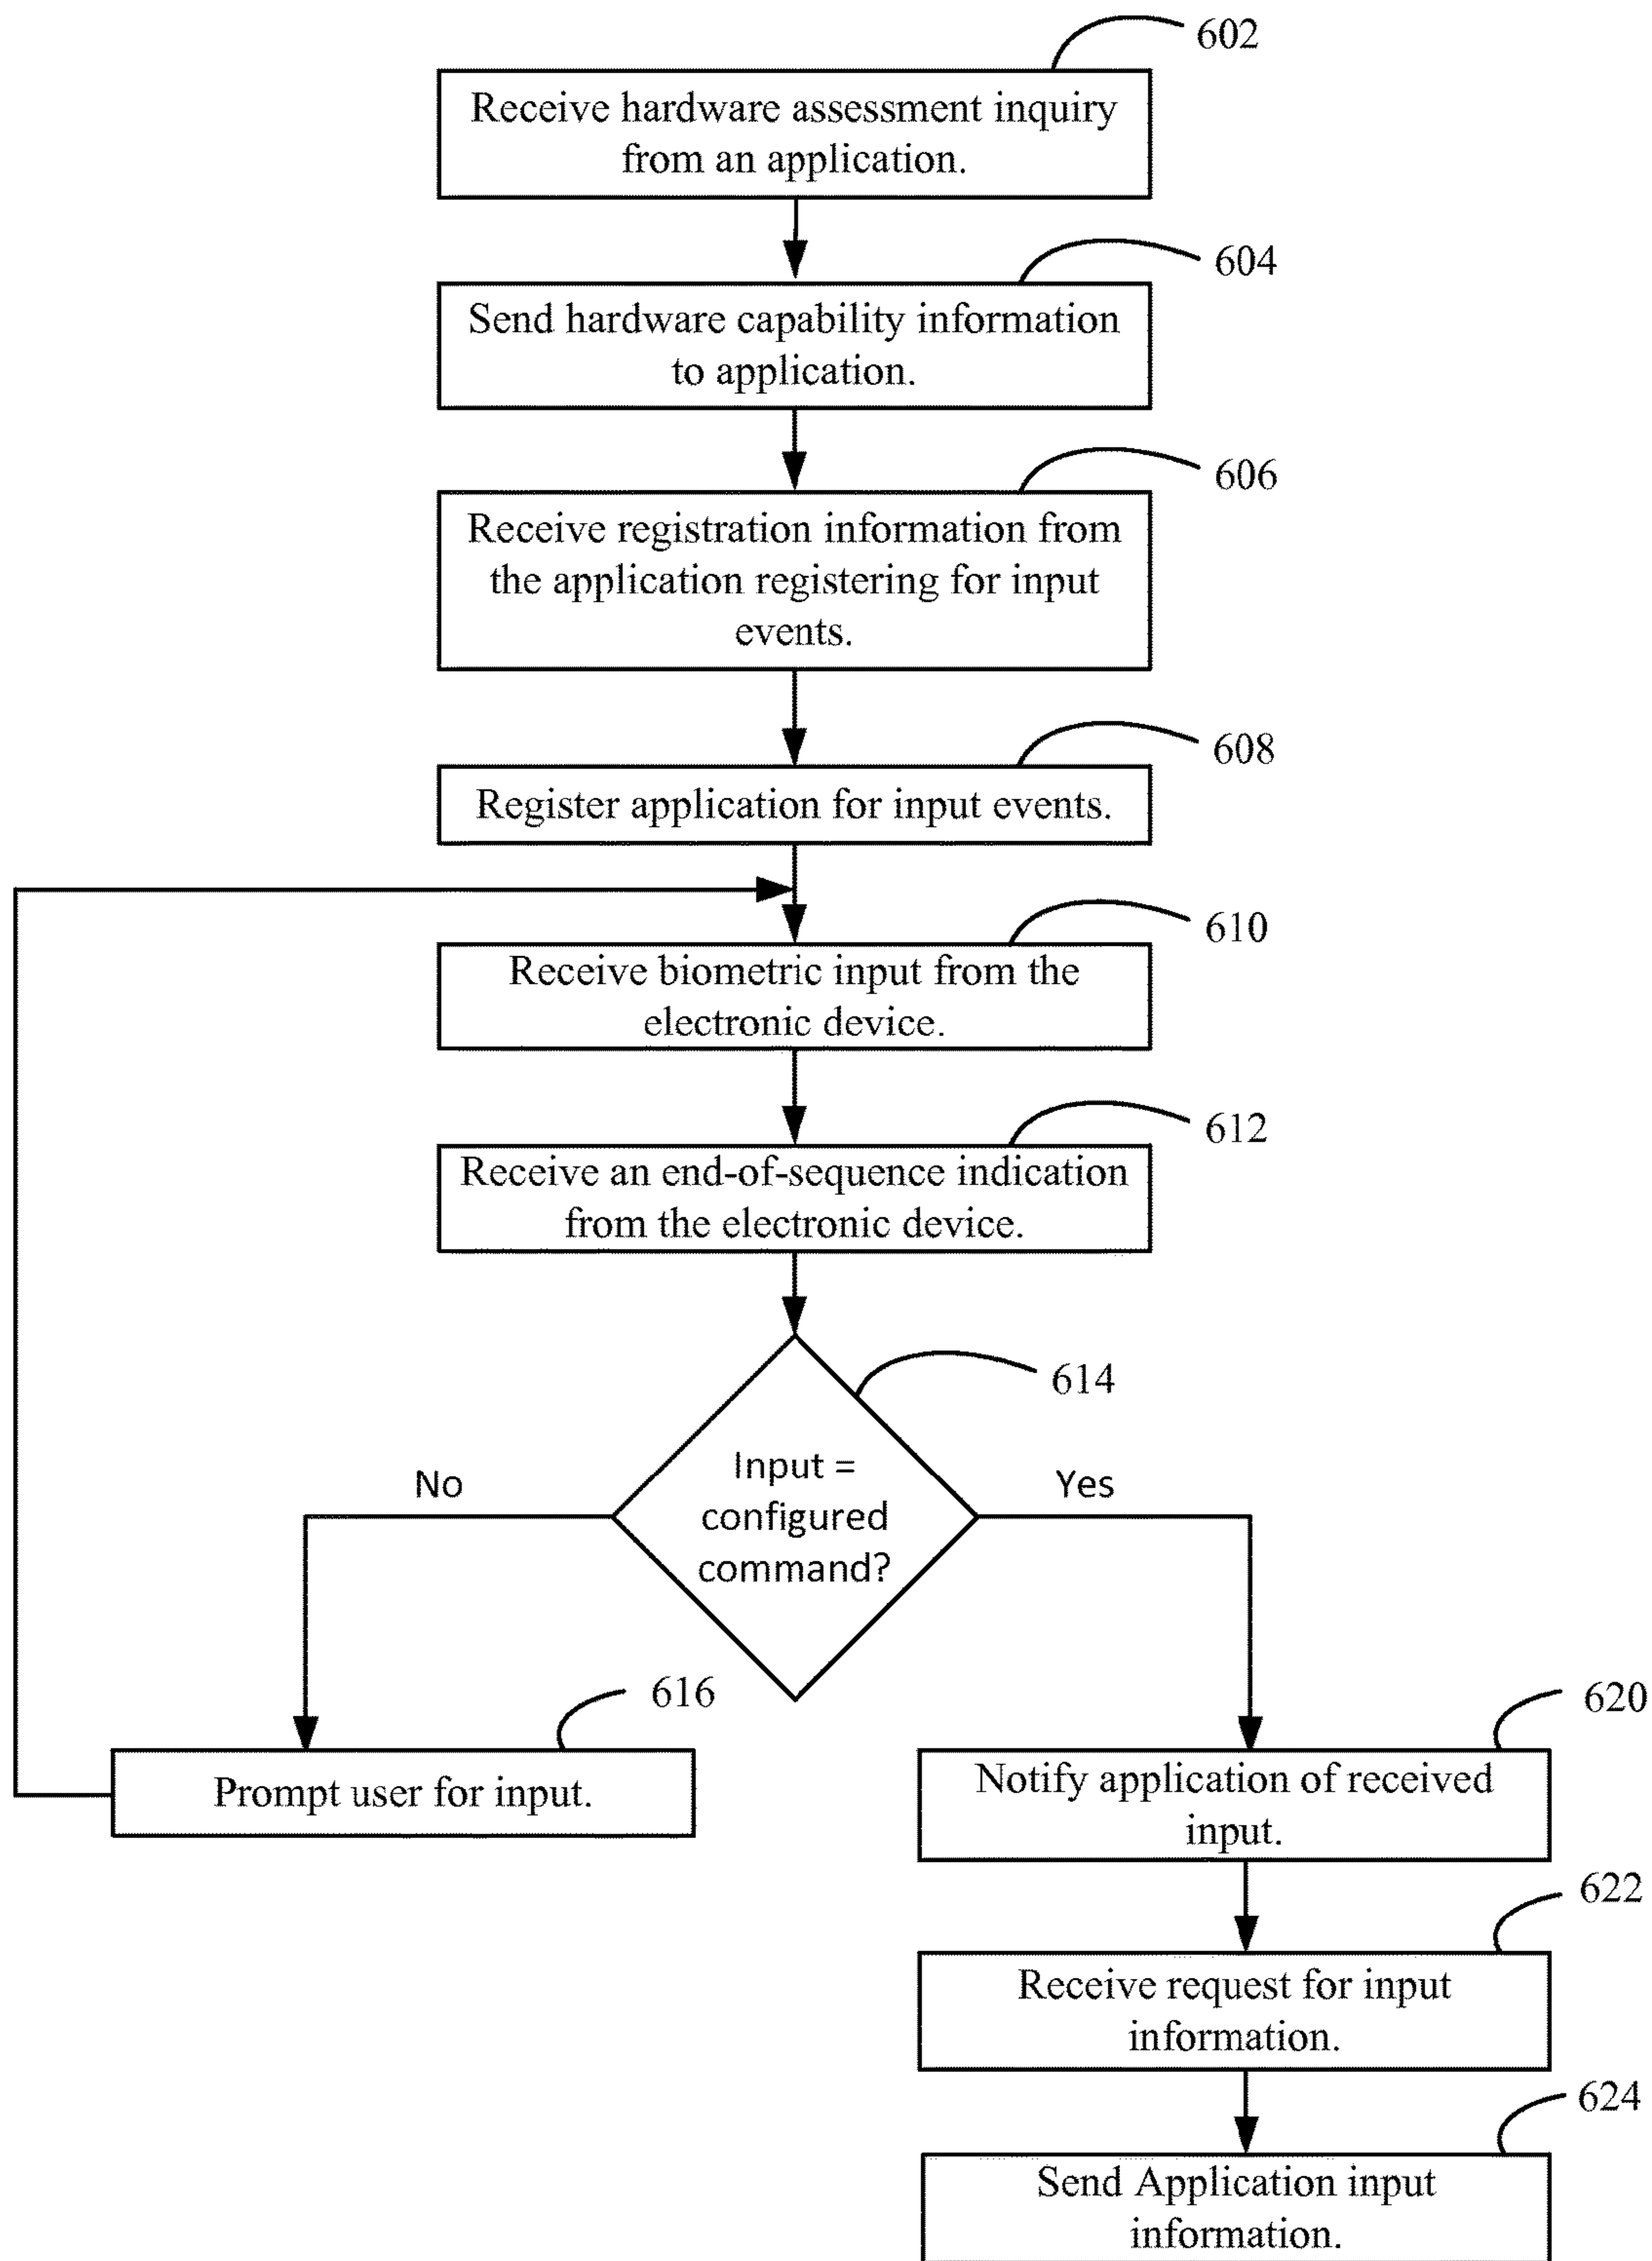 602
Receive hardware assessment inquiry
from an application.
604
Send hardware capability information
to application.
606
Receive registration information from
the application registering for input
events.
608
Register application for input events.
610
Receive biometric input from the
electronic device.
612
Receive an end-of-sequence indication
from the electronic device.
614
Input =
configured
command?
No
Yes
616
Prompt user for input.
620
Notify application of received
input.
622
Receive request for input
information.
624
Send Application input
information.